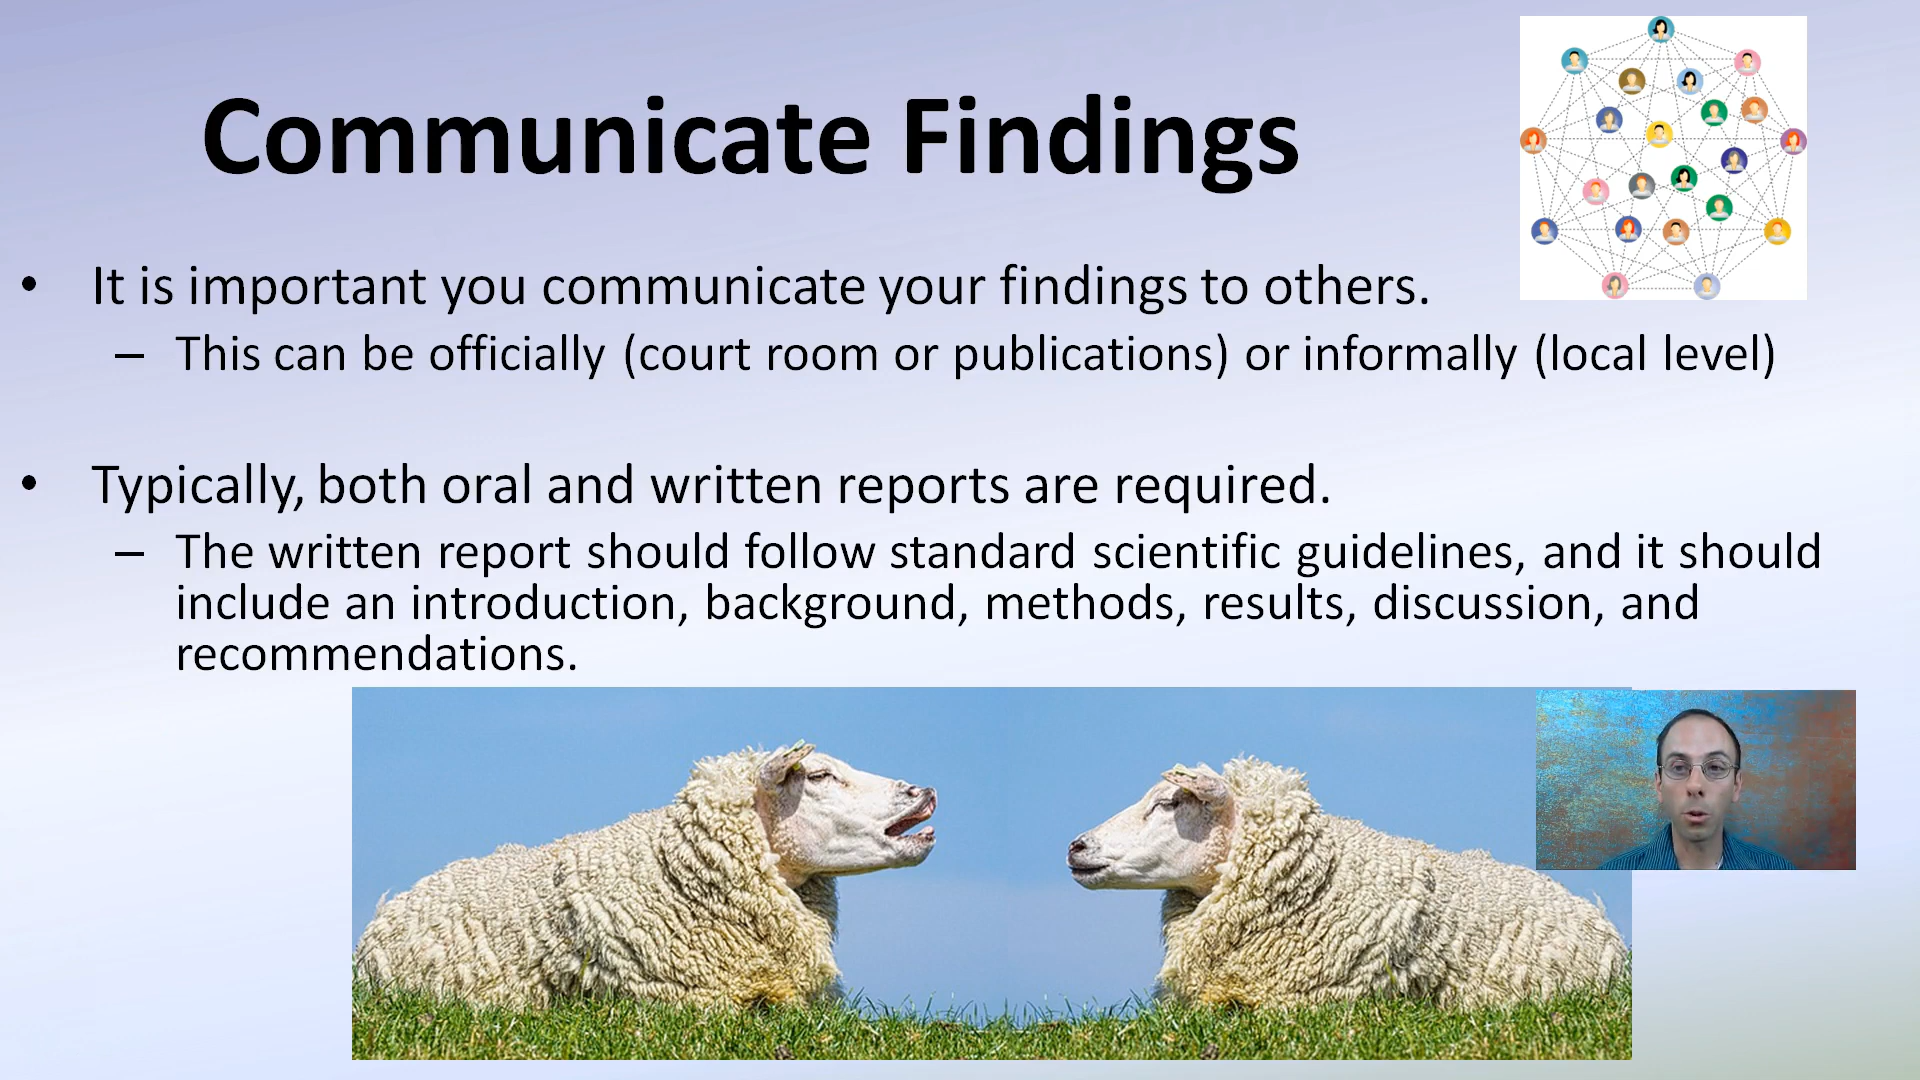 Communicate Findings
• It is important you communicate your findings to others.
– This can be officially (court room or publications) or informally (local level)
• Typically, both oral and written reports are required.
– The written report should follow standard scientific guidelines, and it should
include an introduction, background, methods, results, discussion, and
recommendations.